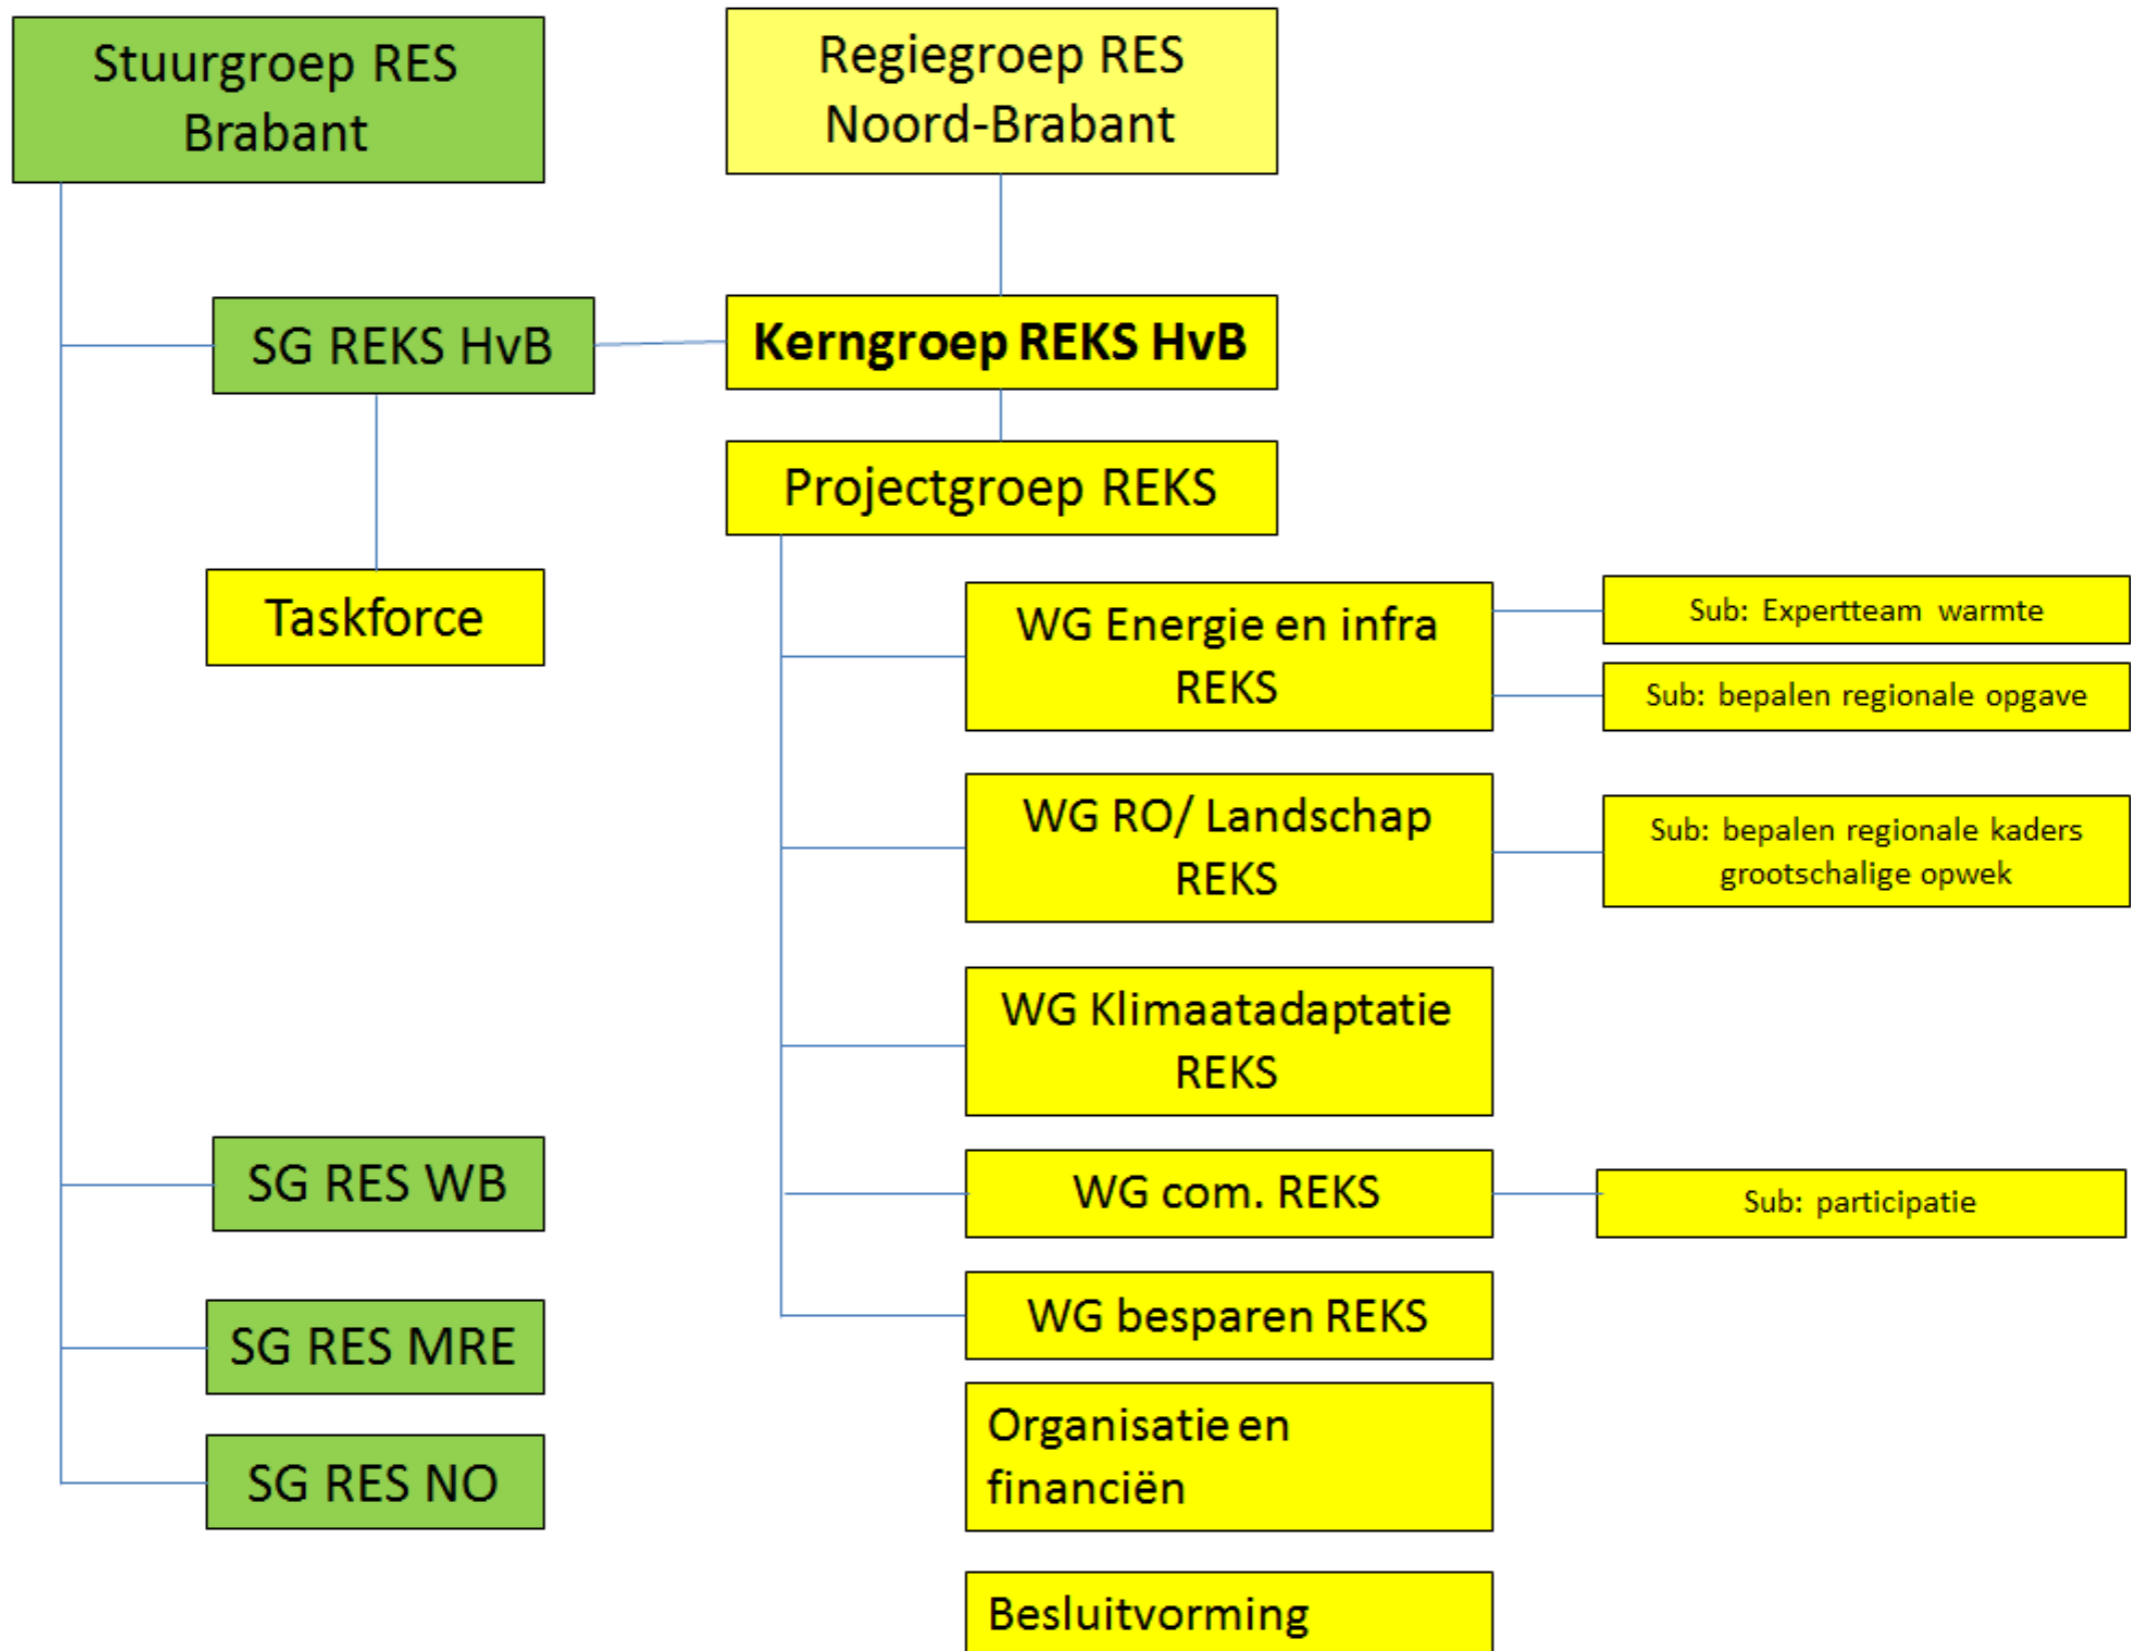 Stuurgroep RES
Brabant
Regiegroep RES
Noord-Brabant
SG REKS HvB
Kerngroep REKS HvB
Projectgroep REKS
Taskforce
WG Energie en infra
REKS
Sub: Expertteam warmte
Sub: bepalen regionale opgave
WG RO/ Landschap
REKS
Sub: bepalen regionale kaders
grootschalige opwek
WG Klimaatadaptatie
REKS
SG RES WB
WG com. REKS
Sub: participatie
SG RES MRE
WG besparen REKS
SG RES NO
Organisatie en
financiën
Besluitvorming